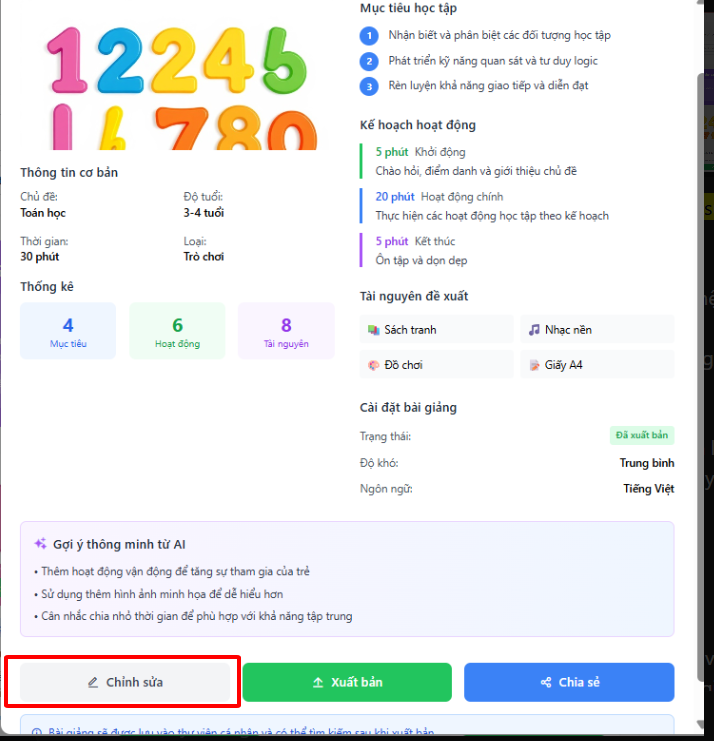 1 2 2 4 5
1 6 7 8 0
Thông tin cơ bản
Chủ đề:
Toán học
Độ tuổi:
3-4 tuổi
Thời gian:
30 phút
Loại:
Trò chơi
Thống kê
4
Mục tiêu
6
Hoạt động
8
Tài nguyên
Mục tiêu học tập
1 Nhận biết và phân biệt các đối tượng học tập
2 Phát triển kỹ năng quan sát và tư duy logic
3 Rèn luyện khả năng giao tiếp và diễn đạt
Kế hoạch hoạt động
5 phút Khởi động
Chào hỏi, điểm danh và giới thiệu chủ đề
20 phút Hoạt động chính
Thực hiện các hoạt động học tập theo kế hoạch
5 phút Kết thúc
Ôn tập và dọn dẹp
Tài nguyên đề xuất
Sách tranh
Nhạc nền
Đồ chơi
Giấy A4
Cài đặt bài giảng
Trạng thái: Đã xuất bản
Độ khó: Trung bình
Ngôn ngữ: Tiếng Việt
Gợi ý thông minh từ AI
• Thêm hoạt động vận động để tăng sự tham gia của trẻ
• Sử dụng thêm hình ảnh minh họa để dễ hiểu hơn
• Cân nhắc chia nhỏ thời gian để phù hợp với khả năng tập trung
Chỉnh sửa
Xuất bản
Chia sẻ
Bài giảng sẽ được lưu vào thư viện cá nhân và có thể tìm kiếm sau khi xuất bản